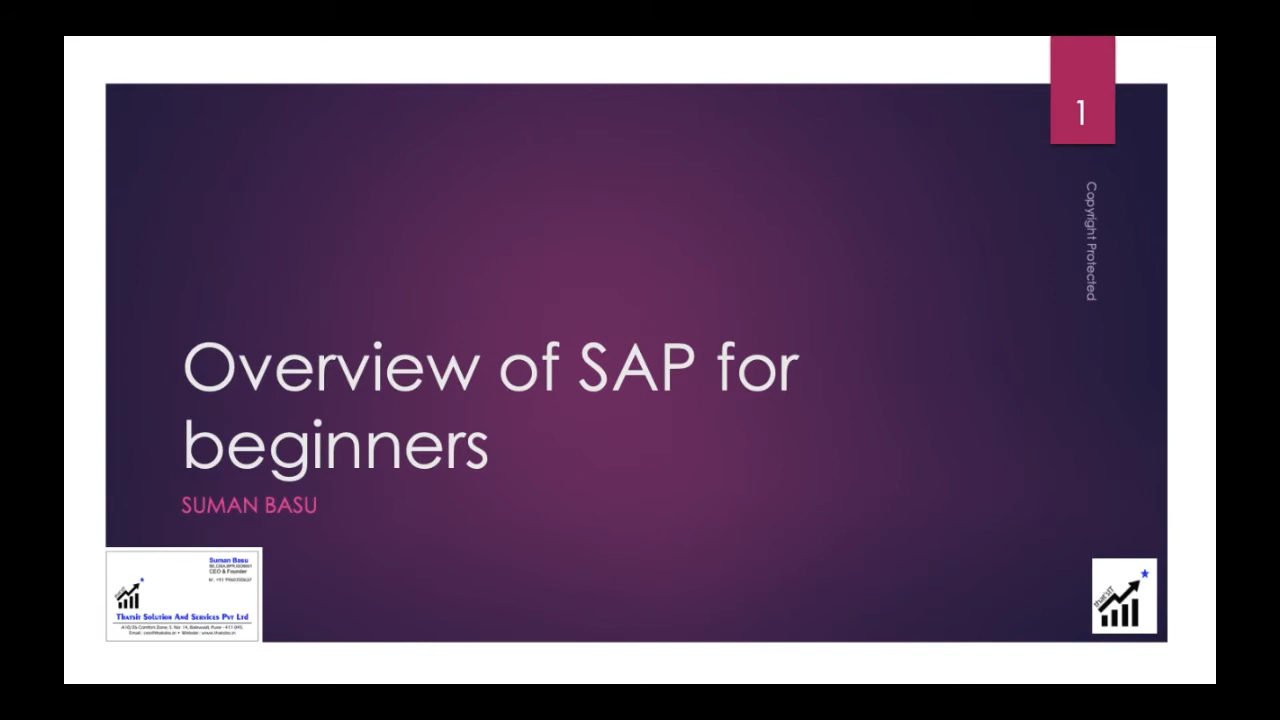 1
Copyright Protected
Overview of SAP for
beginners
SUMAN BASU
Suman Basu
CEO & Founder
Thatsit Solution And Services Pvt Ltd
thatsIT